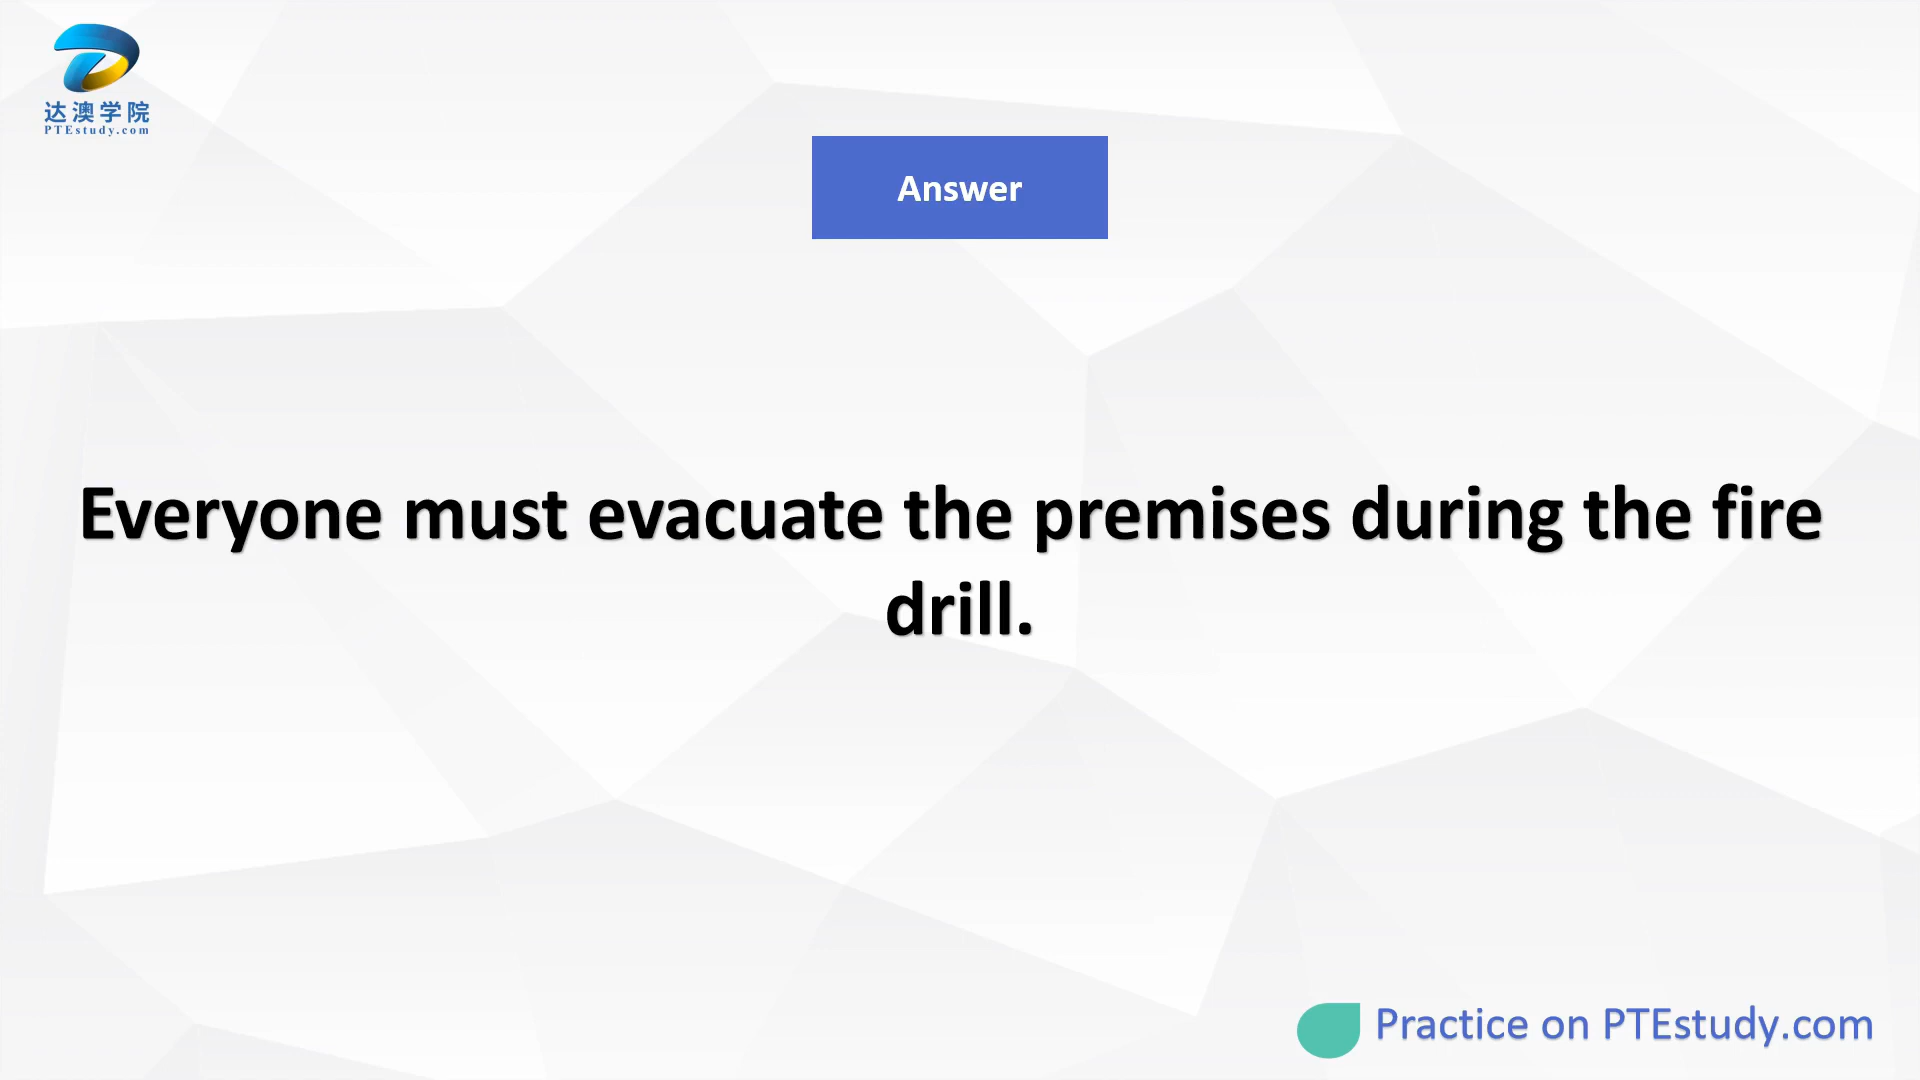 达澳学院
PTEstudy.com
Answer
Everyone must evacuate the premises during the fire
drill.
Practice on PTEstudy.com